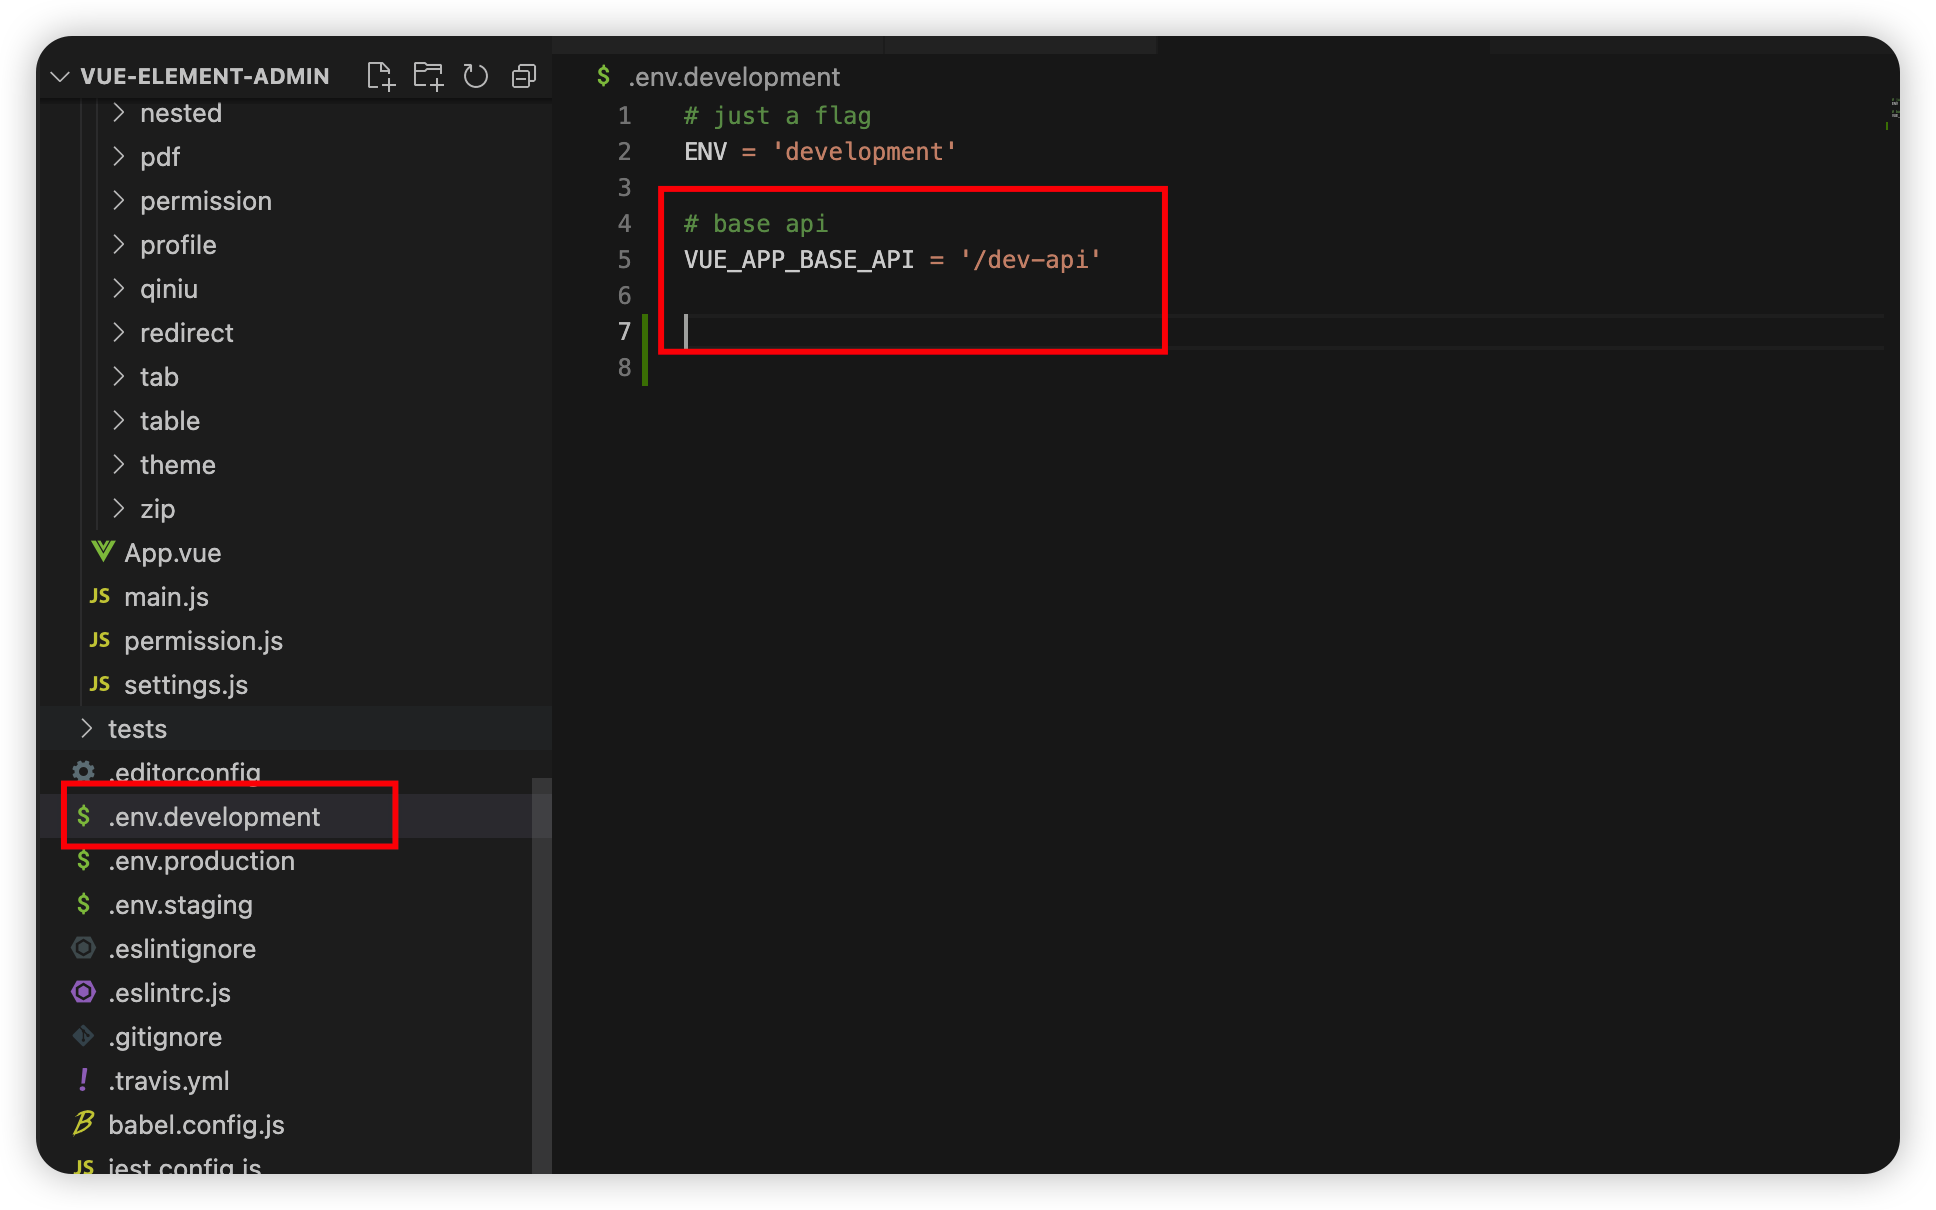 VUE-ELEMENT-ADMIN
nested
pdf
permission
profile
qiniu
redirect
tab
table
theme
zip
App.vue
JS main.js
JS permission.js
JS settings.js
tests
.editorconfig
$ .env.development
$ .env.production
$ .env.staging
.eslintignore
.eslintrc.js
.gitignore
! .travis.yml
babel.config.js
JS jest.config.js
$ .env.development
1 # just a flag
2 ENV = 'development'
3
4 # base api
5 VUE_APP_BASE_API = '/dev-api'
6
7
8